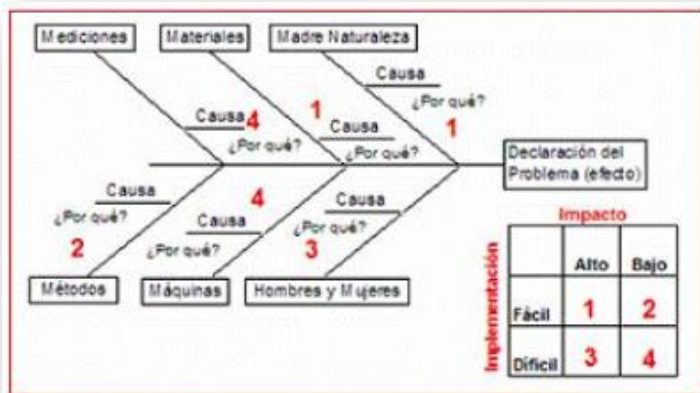 Mediciones
Materiales
Madre Naturaleza
Causa
¿Por qué?
1
Causa
4
¿Por qué?
1
Causa
¿Por qué?
Declaración del
Problema (efecto)
Causa
¿Por qué?
2
4
Causa
¿Por qué?
Causa
¿Por qué?
3
Métodos
Máquinas
Hombres y Mujeres
Impacto
Implementación
Alto Bajo
Fácil 1 2
Dificil 3 4